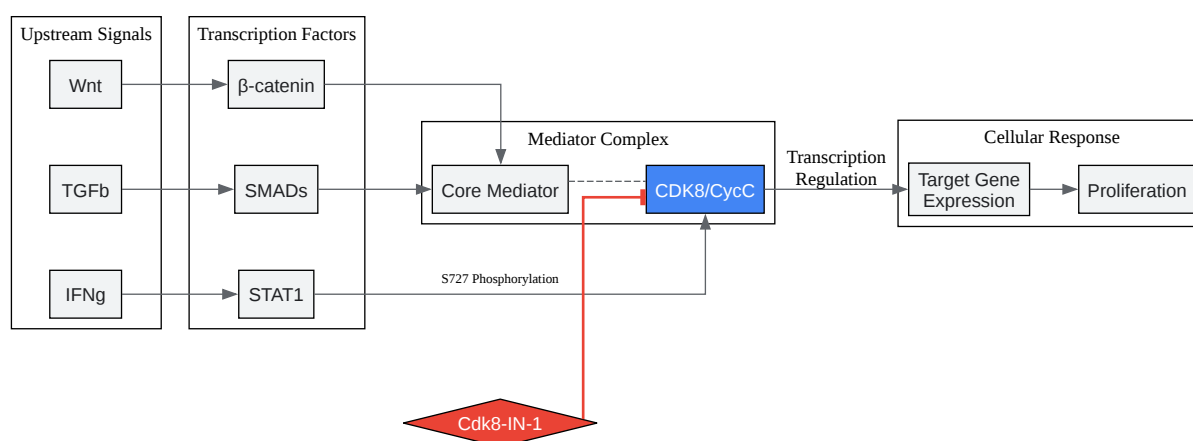 Upstream Signals
Transcription Factors
Wnt
β-catenin
Mediator Complex
Cellular Response
TGFb
SMADs
Core Mediator
CDK8/CycC
Transcription
Regulation
Target Gene
Expression
Proliferation
IFNg
STAT1
S727 Phosphorylation
Cdk8-IN-1